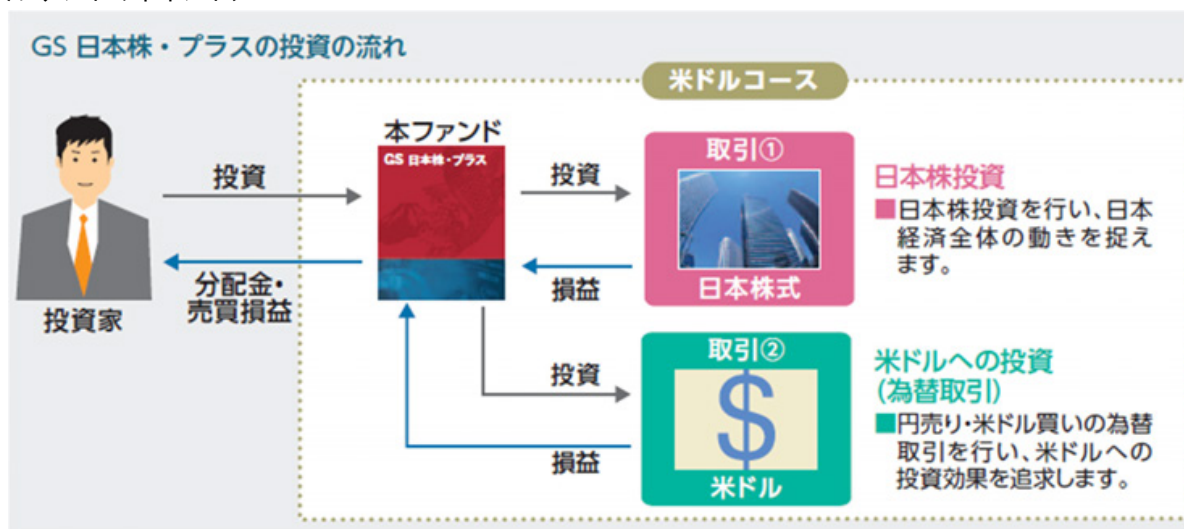 GS 日本株・プラスの投資の流れ
米ドルコース
本ファンド
GS 日本株・プラス
投資
分配金・
売買損益
投資家
投資
損益
取引①
日本株式
日本株投資
■日本株投資を行い、日本
経済全体の動きを捉え
ます。
投資
損益
取引②
$
米ドル
米ドルへの投資
(為替取引)
■円売り・米ドル買いの為替
取引を行い、米ドルへの
投資効果を追求します。